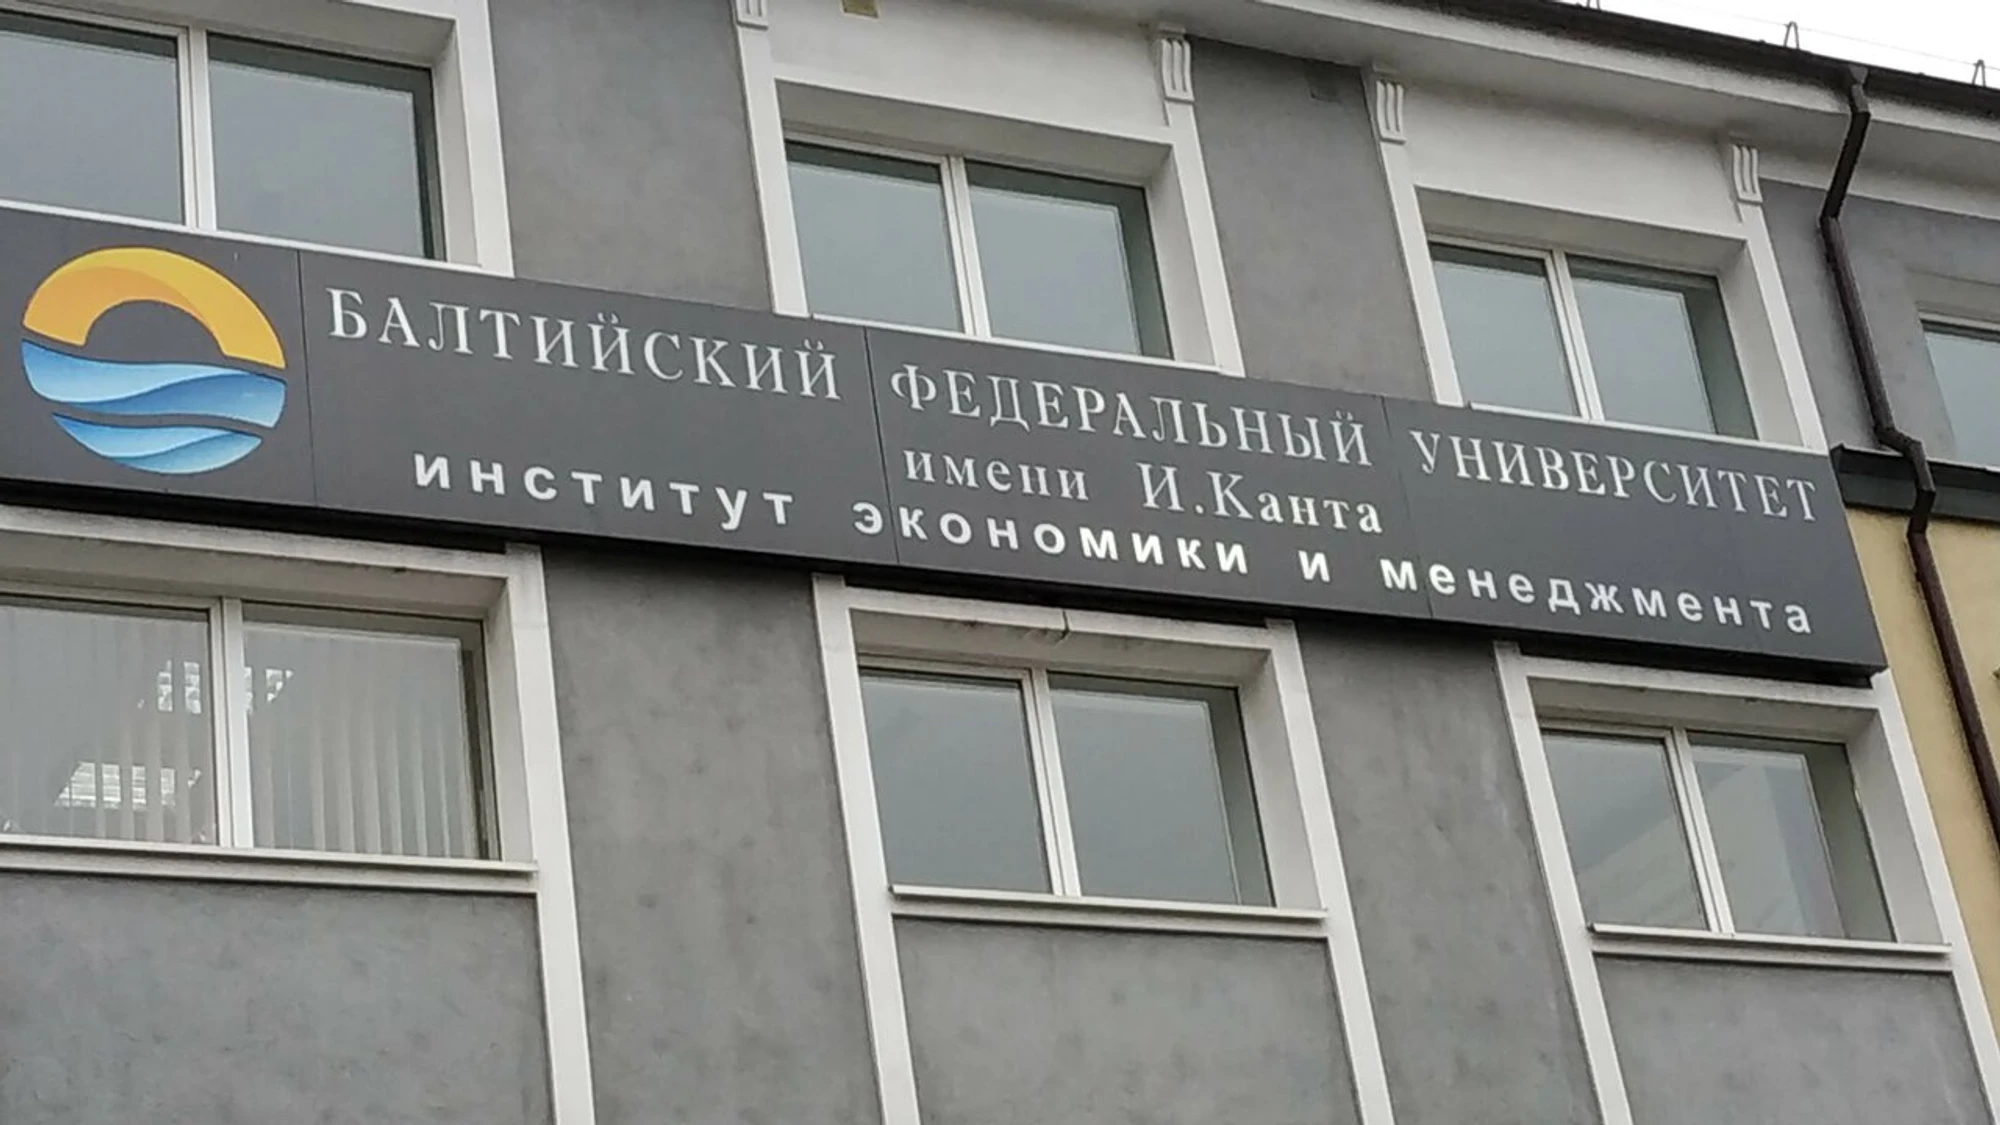 БАЛТИЙСКИЙ ФЕДЕРАЛЬНЫЙ УНИВЕРСИТЕТ
имени И.Канта
институт экономики и менеджмента